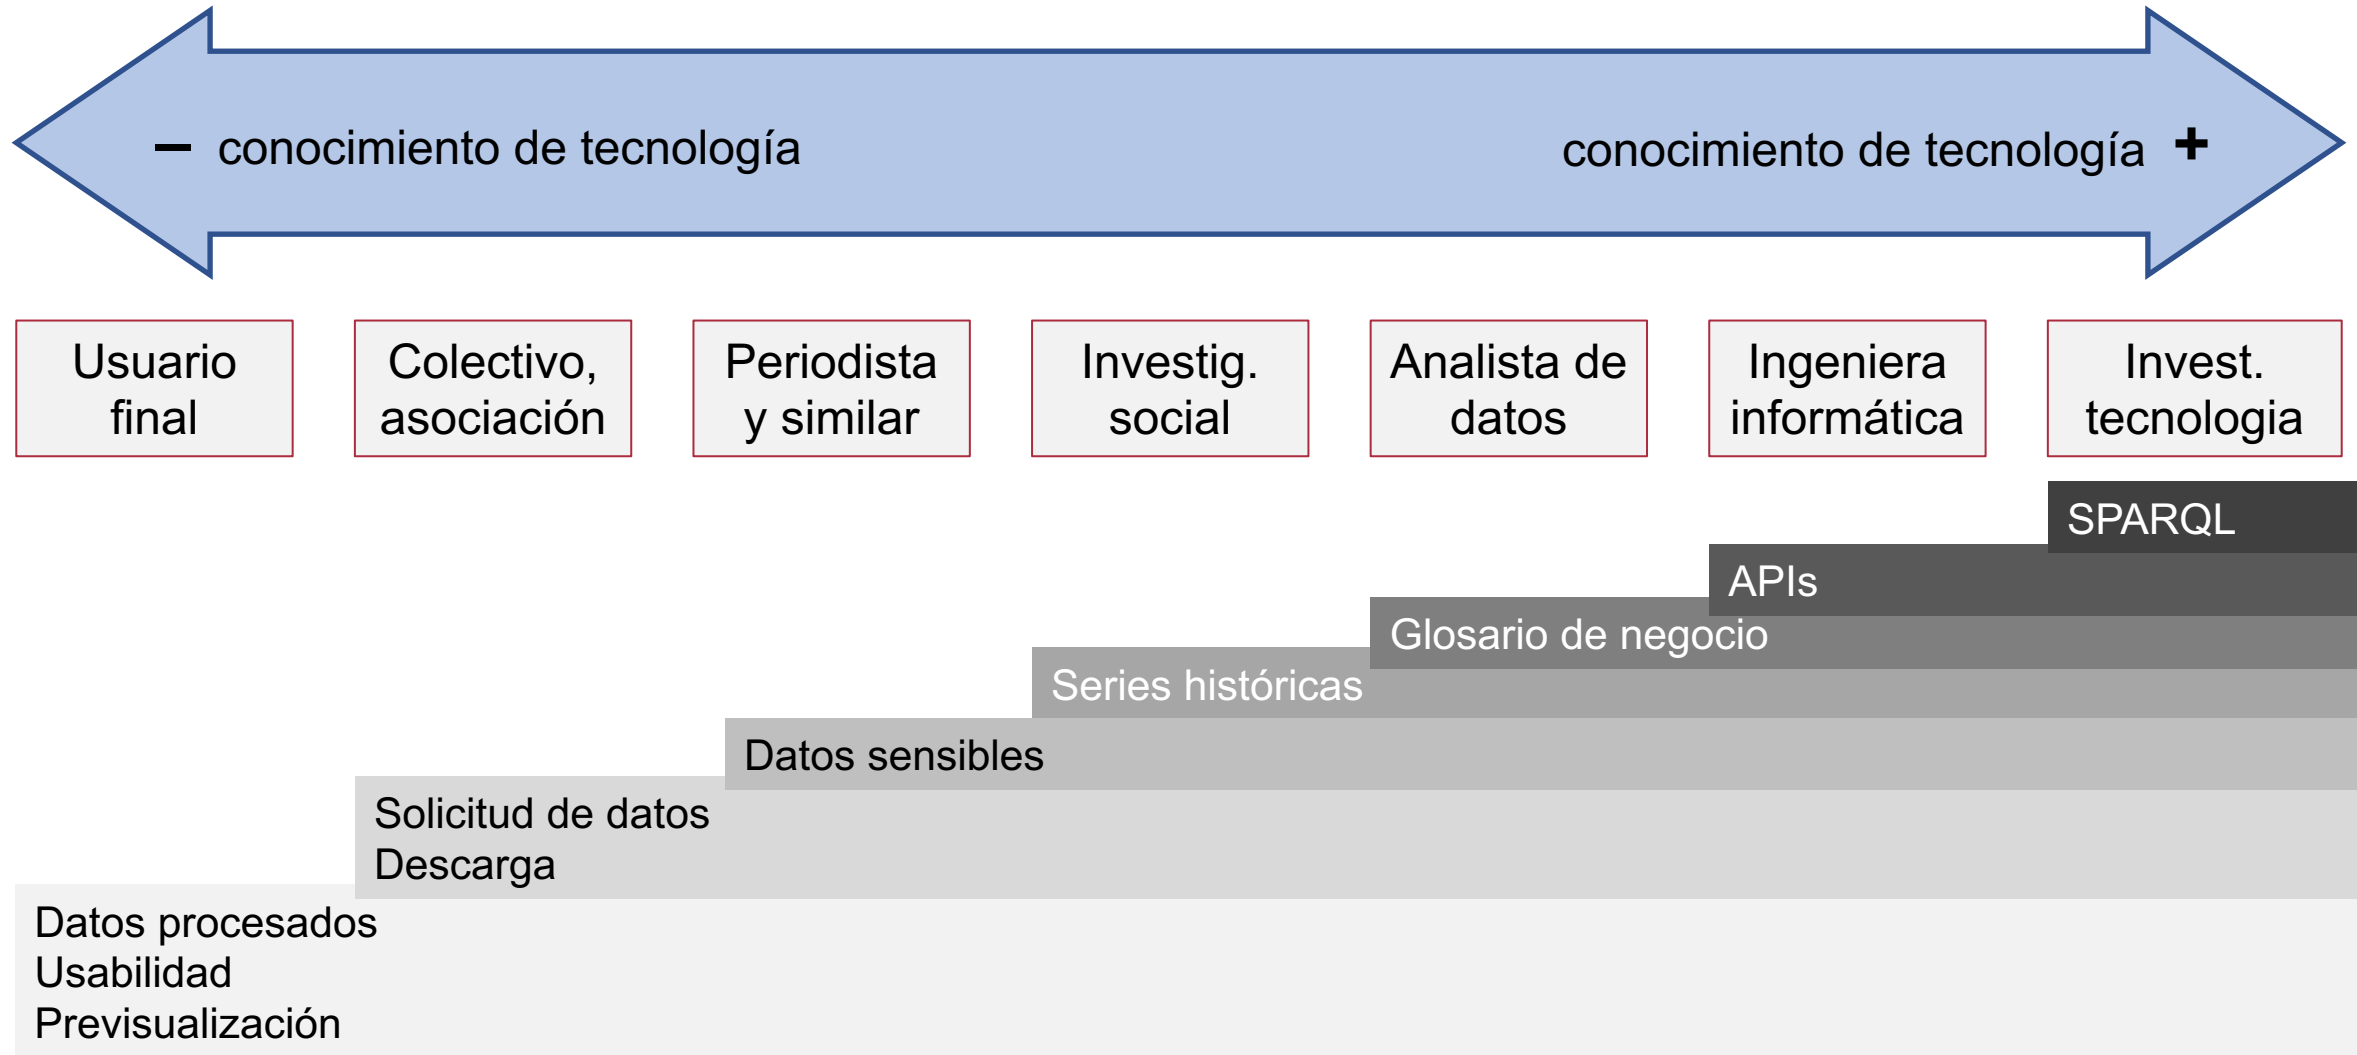 – conocimiento de tecnología
conocimiento de tecnología +
Usuario
final
Colectivo,
asociación
Periodista
y similar
Investig.
social
Analista de
datos
Ingeniera
informática
Invest.
tecnologia
SPARQL
APIs
Glosario de negocio
Series históricas
Datos sensibles
Solicitud de datos
Descarga
Datos procesados
Usabilidad
Previsualización